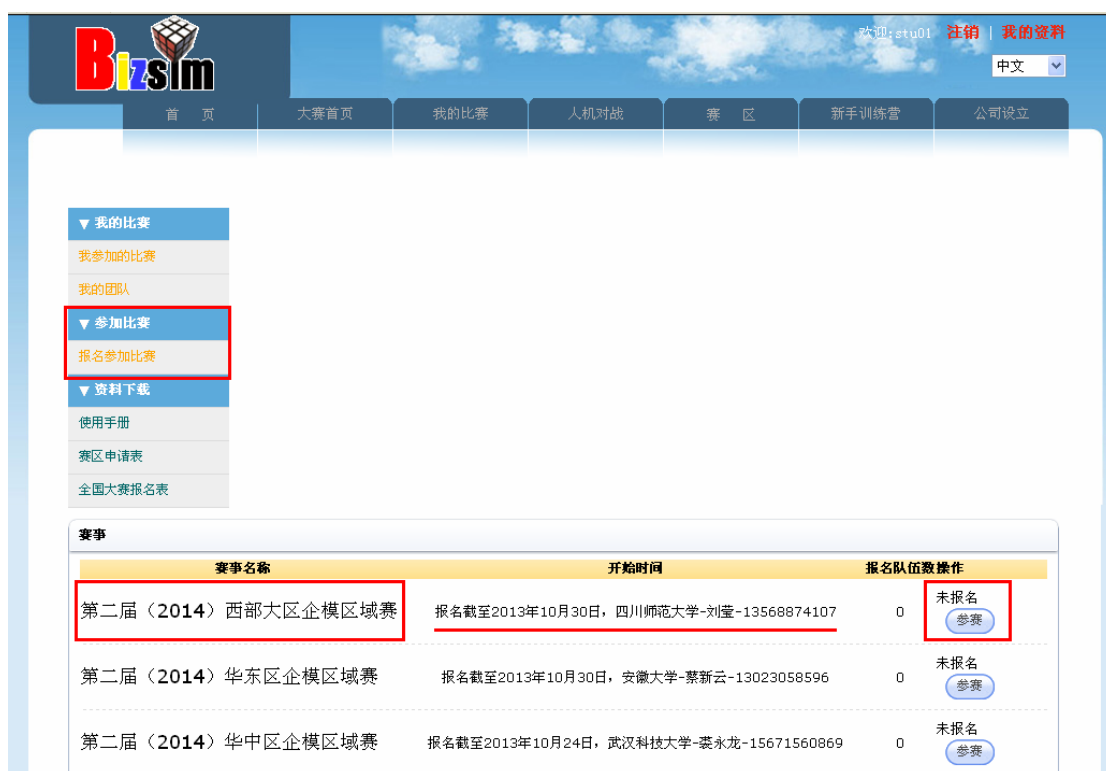 Bizsim
欢迎:stu01 注销 | 我的资料
中文
首 页 大赛首页 我的比赛 人机对战 赛 区 新手训练营 公司设立
▼ 我的比赛
我参加的比赛
我的团队
▼ 参加比赛
报名参加比赛
▼ 资料下载
使用手册
赛区申请表
全国大赛报名表
赛事
赛事名称 开始时间 报名队伍数操作
第二届（2014）西部大区企模区域赛 报名截至2013年10月30日，四川师范大学-刘莹-13568874107 0 未报名
参赛
第二届（2014）华东区企模区域赛 报名截至2013年10月30日，安徽大学-蔡新云-13023058596 0 未报名
参赛
第二届（2014）华中区企模区域赛 报名截至2013年10月24日，武汉科技大学-龚永龙-15671560869 0 未报名
参赛